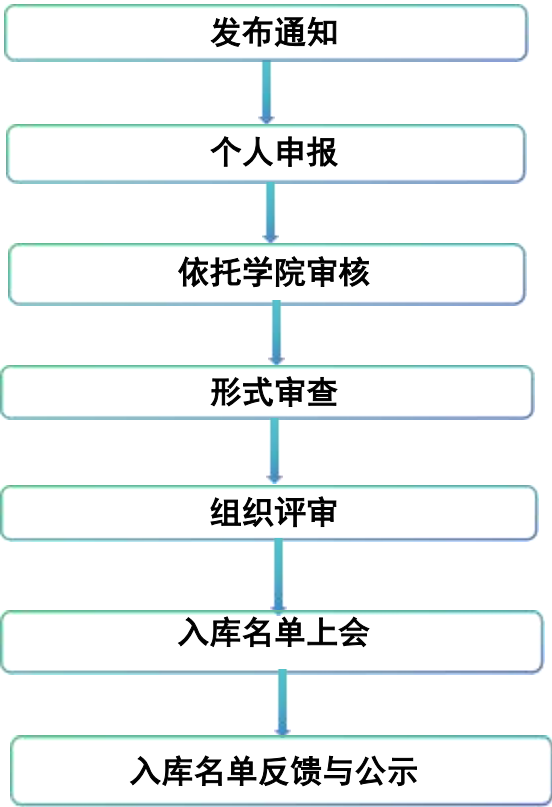 发布通知
个人申报
依托学院审核
形式审查
组织评审
入库名单上会
入库名单反馈与公示